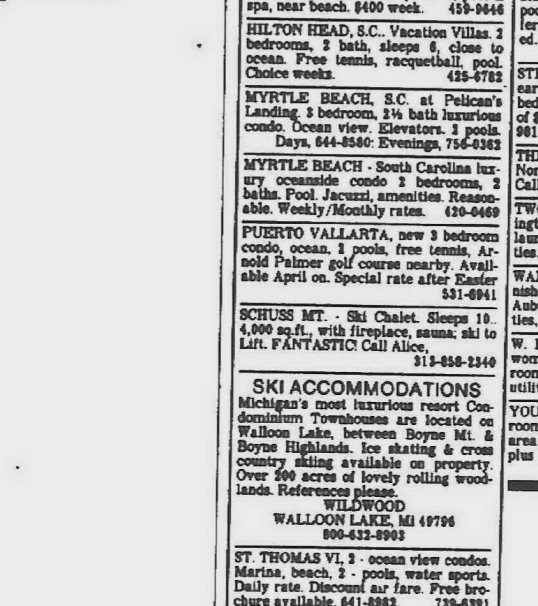 spa, near beach. $400 week. 459-9646
HILTON HEAD, S.C.. Vacation Villas. 2
bedrooms, 2 bath, sleeps 6, close to
ocean. Free tennis, racquetball, pool.
Choice weeks. 425-6782
MYRTLE BEACH, S.C. at Pelican's
Landing. 3 bedroom, 2½ bath luxurious
condo. Ocean view. Elevators. 2 pools.
Days, 644-8580: Evenings, 756-0362
MYRTLE BEACH - South Carolina lux-
ury oceanside condo 2 bedrooms, 2
baths. Pool. Jacuzzi, amenities. Reason-
able. Weekly/Monthly rates. 420-0469
PUERTO VALLARTA, new 3 bedroom
condo, ocean, 2 pools, free tennis, Ar-
nold Palmer golf course nearby. Avail-
able April on. Special rate after Easter
531-6941
SCHUSS MT. - Ski Chalet. Sleeps 10..
4,000 sq.ft., with fireplace, sauna; ski to
Lift. FANTASTIC! Call Alice,
313-858-2340
SKI ACCOMMODATIONS
Michigan's most luxurious resort Con-
dominium Townhouses are located on
Walloon Lake, between Boyne Mt. &
Boyne Highlands. Ice skating & cross
country skiing available on property.
Over 200 acres of lovely rolling wood-
lands. References please.
WILDWOOD
WALLOON LAKE, MI 49796
800-632-8903
ST. THOMAS VI, 2 - ocean view condos.
Marina, beach, 2 - pools, water sports.
Daily rate. Discount air fare. Free bro-
chure available. 641-8982 739-6391